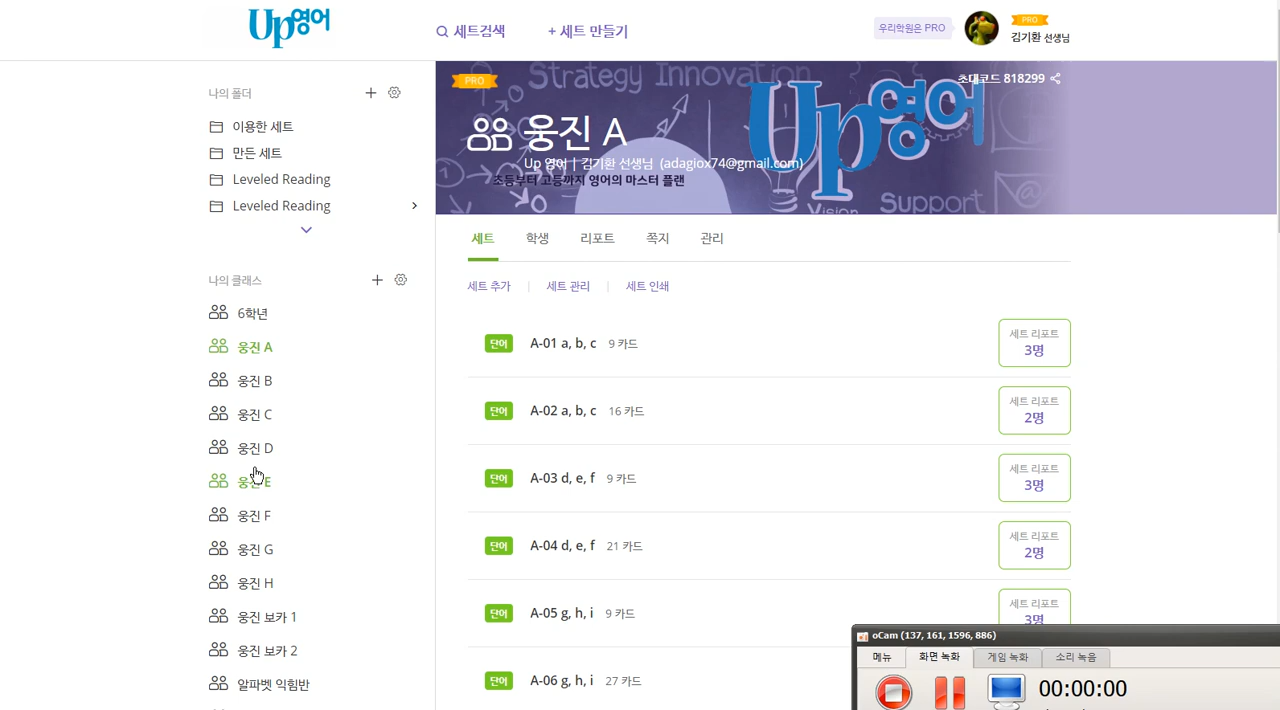 Up영어
세트검색
+ 세트 만들기
우리학원은 PRO
PRO
김기환 선생님
나의 폴더
이용한 세트
만든 세트
Leveled Reading
Leveled Reading
나의 클래스
6학년
웅진 A
웅진 B
웅진 C
웅진 D
웅진 E
웅진 F
웅진 G
웅진 H
웅진 보카 1
웅진 보카 2
알파벳 익힘반
PRO
Strategy Innovation
초대코드 818299
Up영어
웅진 A
Up 영어 | 김기환 선생님 (adagiox74@gmail.com)
초등부터 고등까지 영어의 마스터 플랜
Vision
Support
세트
학생
리포트
쪽지
관리
세트 추가 | 세트 관리 | 세트 인쇄
단어 A-01 a, b, c 9 카드
세트 리포트
3명
단어 A-02 a, b, c 16 카드
세트 리포트
2명
단어 A-03 d, e, f 9 카드
세트 리포트
3명
단어 A-04 d, e, f 21 카드
세트 리포트
2명
단어 A-05 g, h, i 9 카드
세트 리포트
3명
단어 A-06 g, h, i 27 카드
oCam (137, 161, 1596, 886)
메뉴
화면 녹화
게임 녹화
소리 녹음
00:00:00